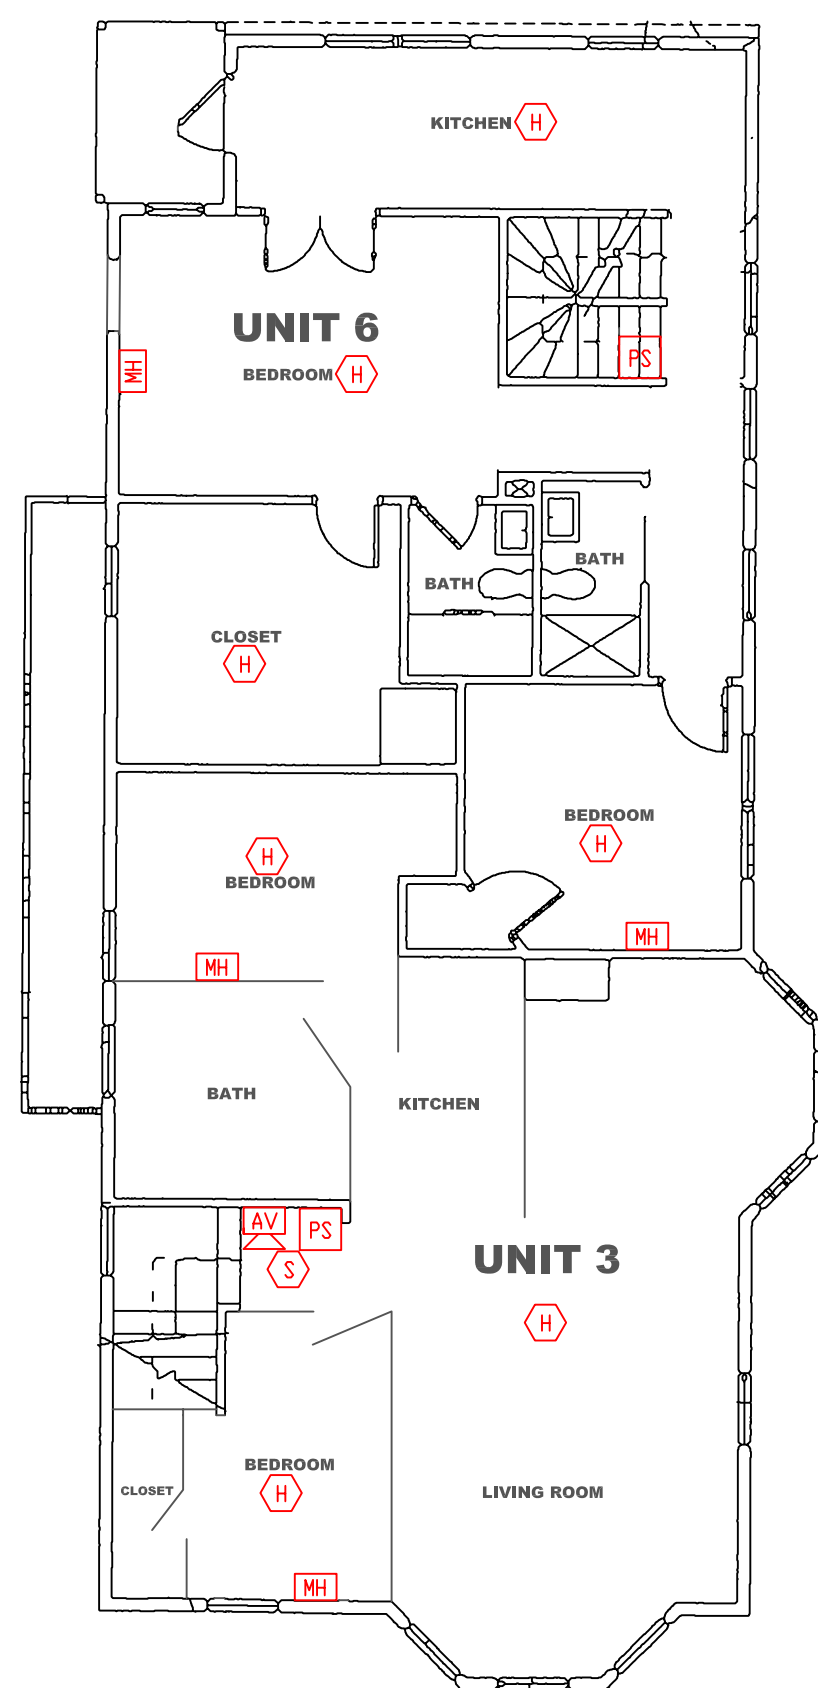 KITCHEN H
UNIT 6
PS
MH
BEDROOM H
BATH
BATH
CLOSET
H
BEDROOM
H
H
BEDROOM
MH
MH
BATH
KITCHEN
AV
PS
S
UNIT 3
H
BEDROOM
H
CLOSET
LIVING ROOM
MH